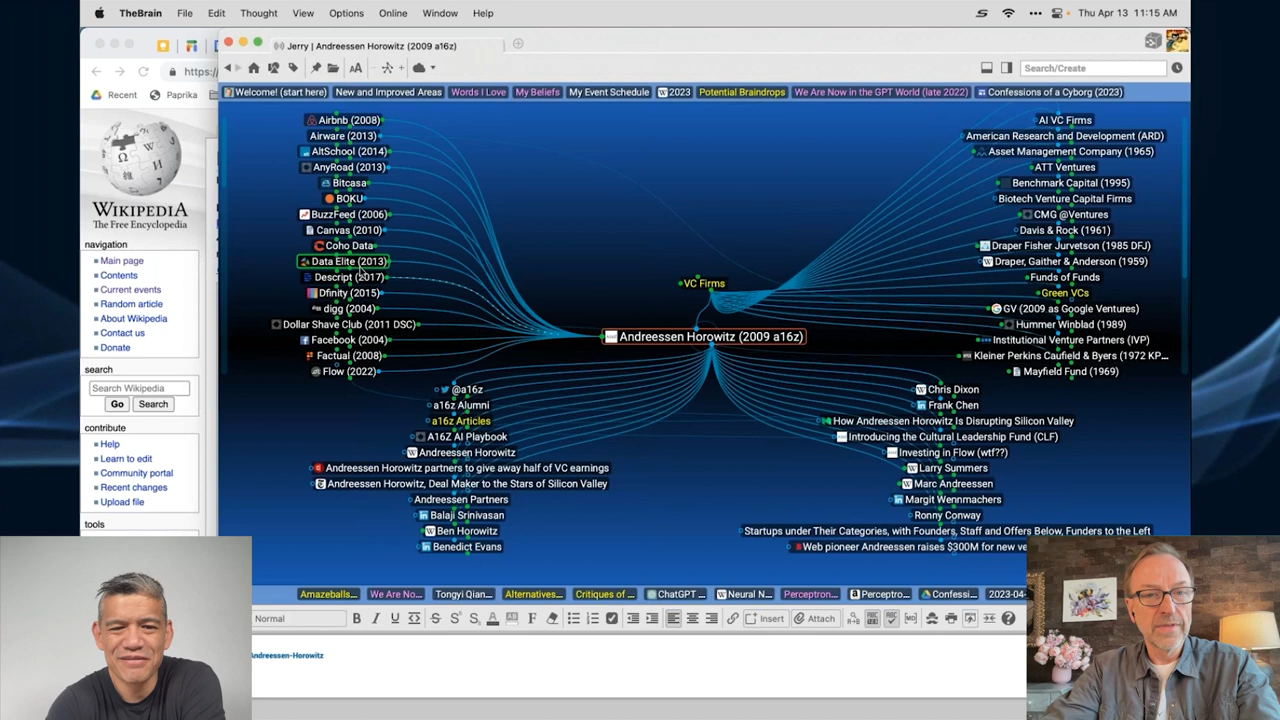 TheBrain File Edit Thought View Options Online Window Help
Thu Apr 13 11:15 AM
Jerry | Andreessen Horowitz (2009 a16z)
https:/
Search/Create
Recent Paprika
Welcome! (start here) New and Improved Areas Words I Love My Beliefs My Event Schedule 2023 Potential Braindrops We Are Now in the GPT World (late 2022) Confessions of a Cyborg (2023)
WIKIPEDIA
The Free Encyclopedia
navigation
Main page
Contents
Current events
Random article
About Wikipedia
Contact us
Donate
search
Search Wikipedia
Go Search
contribute
Help
Learn to edit
Community portal
Recent changes
Upload file
tools
Airbnb (2008)
Airware (2013)
AltSchool (2014)
AnyRoad (2013)
Bitcasa
BOKU
BuzzFeed (2006)
Canvas (2010)
Coho Data
Data Elite (2013)
Descript (2017)
Dfinity (2015)
digg (2004)
Dollar Shave Club (2011 DSC)
Facebook (2004)
Factual (2008)
Flow (2022)
VC Firms
Andreessen Horowitz (2009 a16z)
AI VC Firms
American Research and Development (ARD)
Asset Management Company (1965)
ATT Ventures
Benchmark Capital (1995)
Biotech Venture Capital Firms
CMG @Ventures
Davis & Rock (1961)
Draper Fisher Jurvetson (1985 DFJ)
Draper, Gaither & Anderson (1959)
Funds of Funds
Green VCs
GV (2009 as Google Ventures)
Hummer Winblad (1989)
Institutional Venture Partners (IVP)
Kleiner Perkins Caufield & Byers (1972 KP...
Mayfield Fund (1969)
@a16z
a16z Alumni
a16z Articles
A16Z AI Playbook
Andreessen Horowitz
Andreessen Horowitz partners to give away half of VC earnings
Andreessen Horowitz, Deal Maker to the Stars of Silicon Valley
Andreessen Partners
Balaji Srinivasan
Ben Horowitz
Benedict Evans
Chris Dixon
Frank Chen
How Andreessen Horowitz Is Disrupting Silicon Valley
Introducing the Cultural Leadership Fund (CLF)
Investing in Flow (wtf??)
Larry Summers
Marc Andreessen
Margit Wennmachers
Ronny Conway
Startups under Their Categories, with Founders, Staff and Offers Below, Funders to the Left
Web pioneer Andreessen raises $300M for new ve
Amazeballs... We Are No... Tongyi Qian... Alternatives... Critiques of ... ChatGPT ... Neural N... Perceptron... Perceptro... Confessi... 2023-04-
Normal
Insert Attach
Andreessen-Horowitz